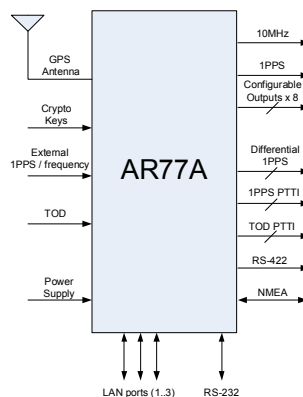 GPS
Antenna
Crypto
Keys
External
1PPS / frequency
TOD
Power
Supply
AR77A
10MHz
1PPS
Configurable
Outputs x 8
Differential
1PPS
1PPS PTTI
TOD PTTI
RS-422
NMEA
LAN ports (1..3)
RS-232